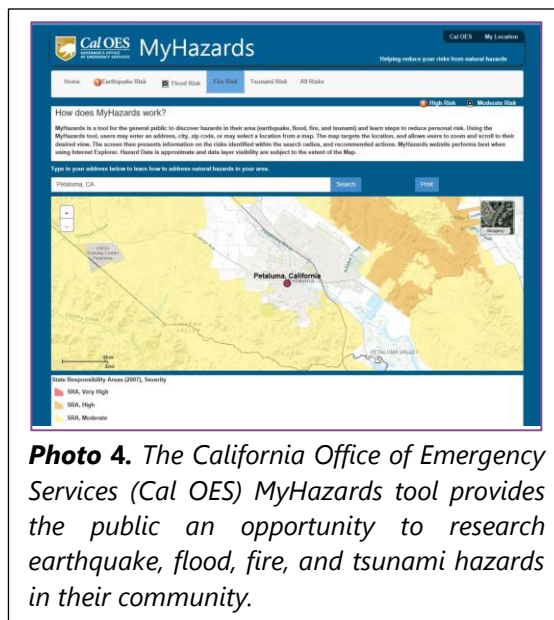 Cal OES
GOVERNOR'S OFFICE
OF EMERGENCY SERVICES
MyHazards
Cal OES My Location
Helping reduce your risks from natural hazards
Home Earthquake Risk Flood Risk Fire Risk Tsunami Risk All Risks
High Risk Moderate Risk
How does MyHazards work?
MyHazards is a tool for the general public to discover hazards in their area (earthquake, flood, fire, and tsunami) and learn steps to reduce personal risk. Using the
MyHazards tool, users may enter an address, city, zip code, or may select a location from a map. The map targets the location, and allows users to zoom and scroll to their
desired view. The screen then presents information on the risks identified within the search radius, and recommended actions. MyHazards website performs best when
using Internet Explorer. Hazard Data is approximate and data layer visibility are subject to the extent of the Map.
Type in your address below to learn how to address natural hazards in your area.
Petaluma, CA Search Print
+
-
Imagery
Petaluma, California
PETALUMA VALLEY
State Responsibility Areas (2007), Severity
SRA, Very High
SRA, High
SRA, Moderate
Photo 4. The California Office of Emergency
Services (Cal OES) MyHazards tool provides
the public an opportunity to research
earthquake, flood, fire, and tsunami hazards
in their community.